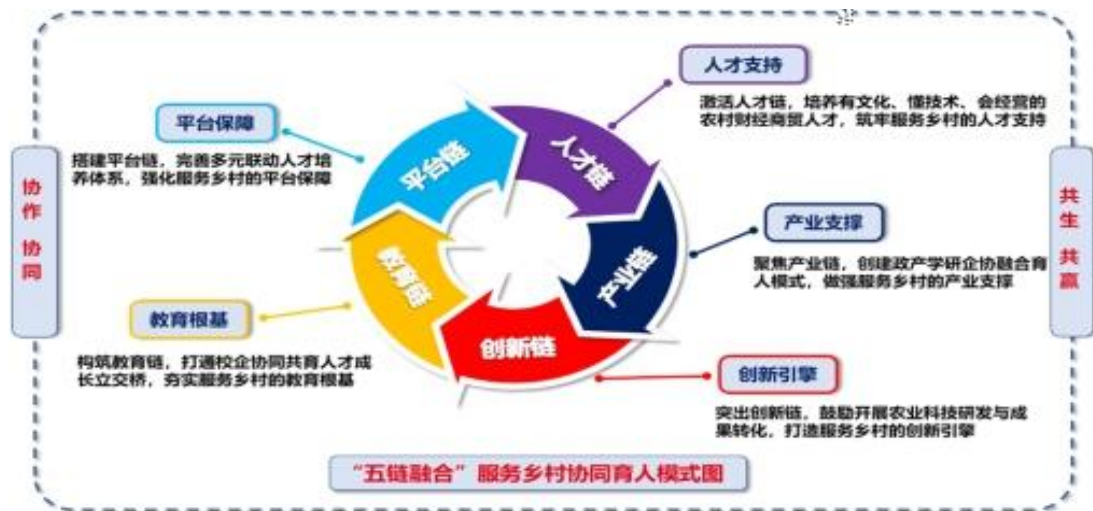 人才支持
激活人才链，培养有文化、懂技术、会经营的
农村财经商贸人才，筑牢服务乡村的人才支持
平台保障
搭建平台链，完善多元联动人才培
养体系，强化服务乡村的平台保障
平台链
人才链
协作 协同
共生 共赢
产业支撑
聚焦产业链，创建政产学研企协融合育
人模式，做强服务乡村的产业支撑
教育链
产业链
创新链
教育根基
构筑教育链，打通校企协同共育人才成
长立交桥，夯实服务乡村的教育根基
创新引擎
突出创新链，鼓励开展农业科技研发与成
果转化，打造服务乡村的创新引擎
“五链融合”服务乡村协同育人模式图